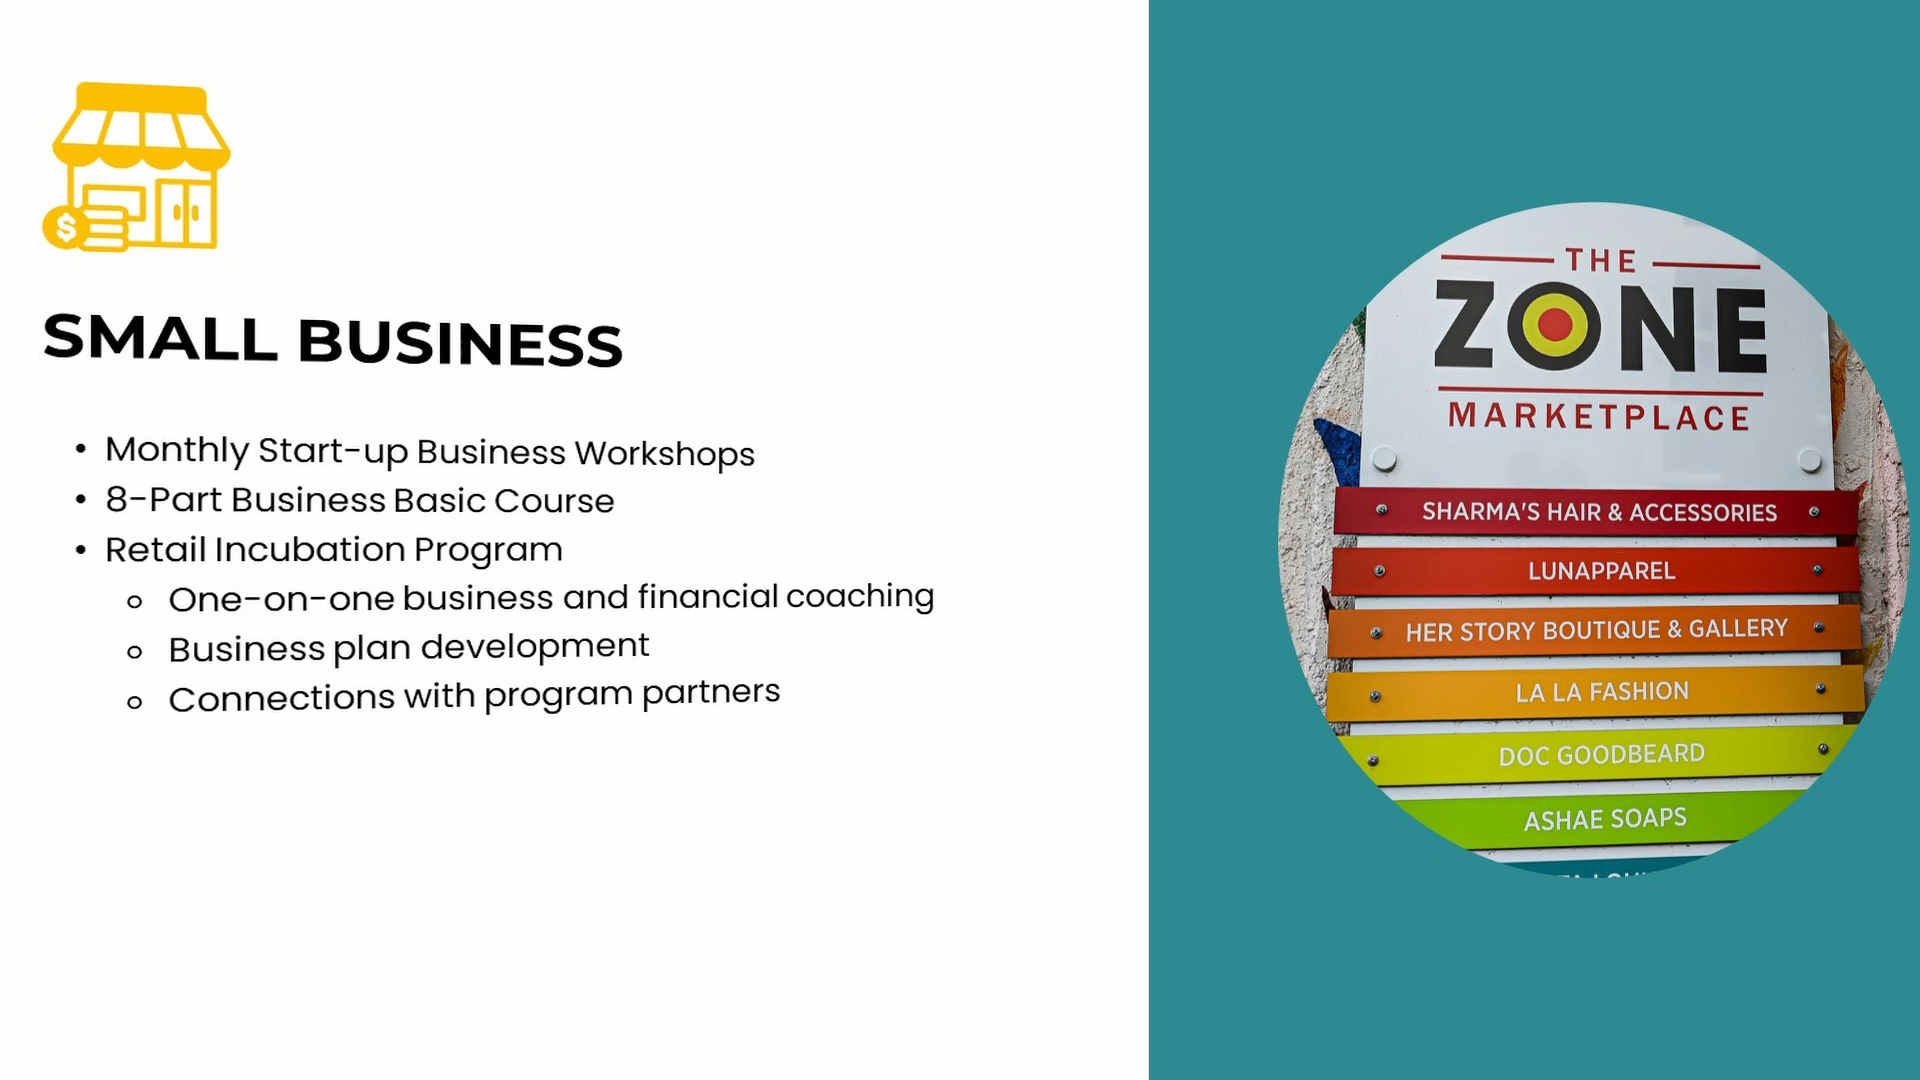 $
SMALL BUSINESS
• Monthly Start-up Business Workshops
• 8-Part Business Basic Course
• Retail Incubation Program
○ One-on-one business and financial coaching
○ Business plan development
○ Connections with program partners
THE
ZONE
MARKETPLACE
SHARMA'S HAIR & ACCESSORIES
LUNAPPAREL
HER STORY BOUTIQUE & GALLERY
LA LA FASHION
DOC GOODBEARD
ASHAE SOAPS